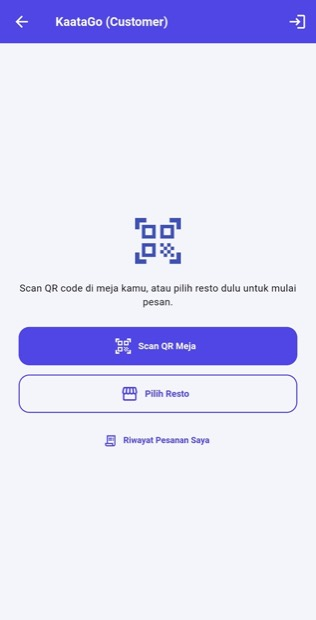 KaataGo (Customer)
Scan QR code di meja kamu, atau pilih resto dulu untuk mulai
pesan.
Scan QR Meja
Pilih Resto
Riwayat Pesanan Saya